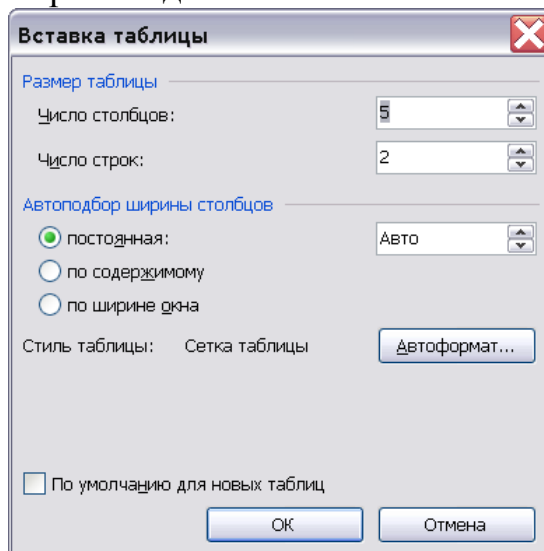 Вставка таблицы
Размер таблицы
Число столбцов: 5
Число строк: 2
Автоподбор ширины столбцов
постоянная: Авто
по содержимому
по ширине окна
Стиль таблицы: Сетка таблицы Автоформат...
По умолчанию для новых таблиц
ОК Отмена